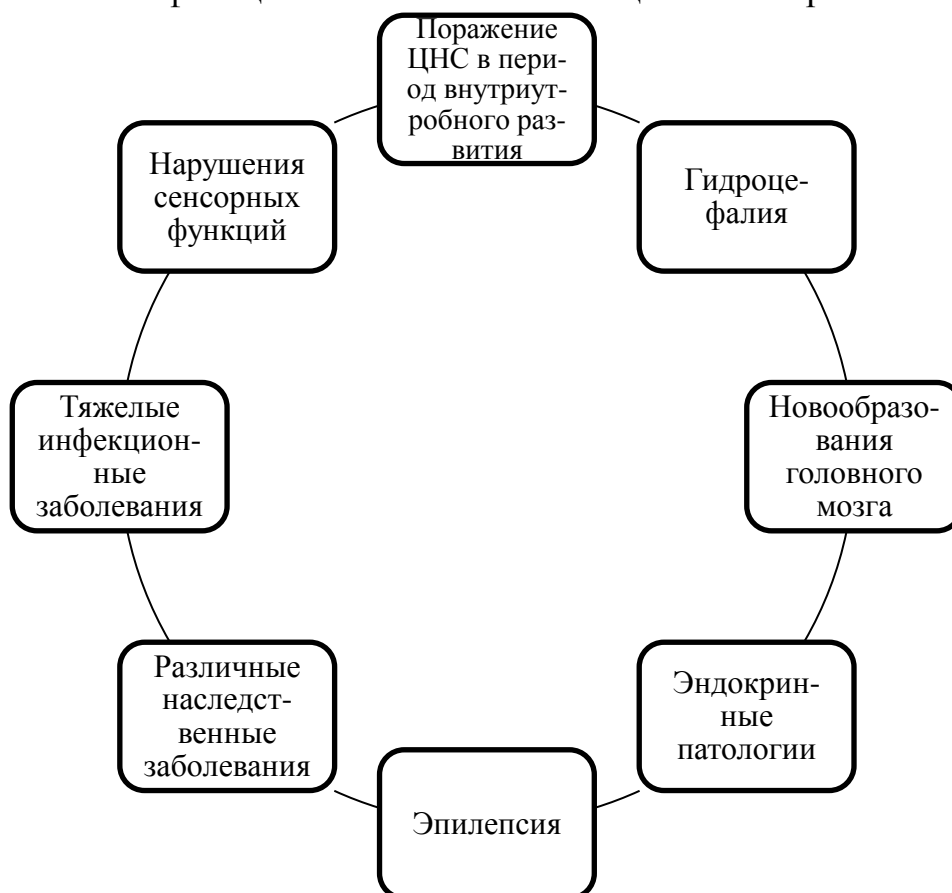 Поражение
ЦНС в пери-
од внутриут-
робного раз-
вития
Гидроце-
фалия
Новообразо-
вания
головного
мозга
Эндокрин-
ные
патологии
Эпилепсия
Различные
наследст-
венные
заболевания
Тяжелые
инфекцион-
ные
заболевания
Нарушения
сенсорных
функций